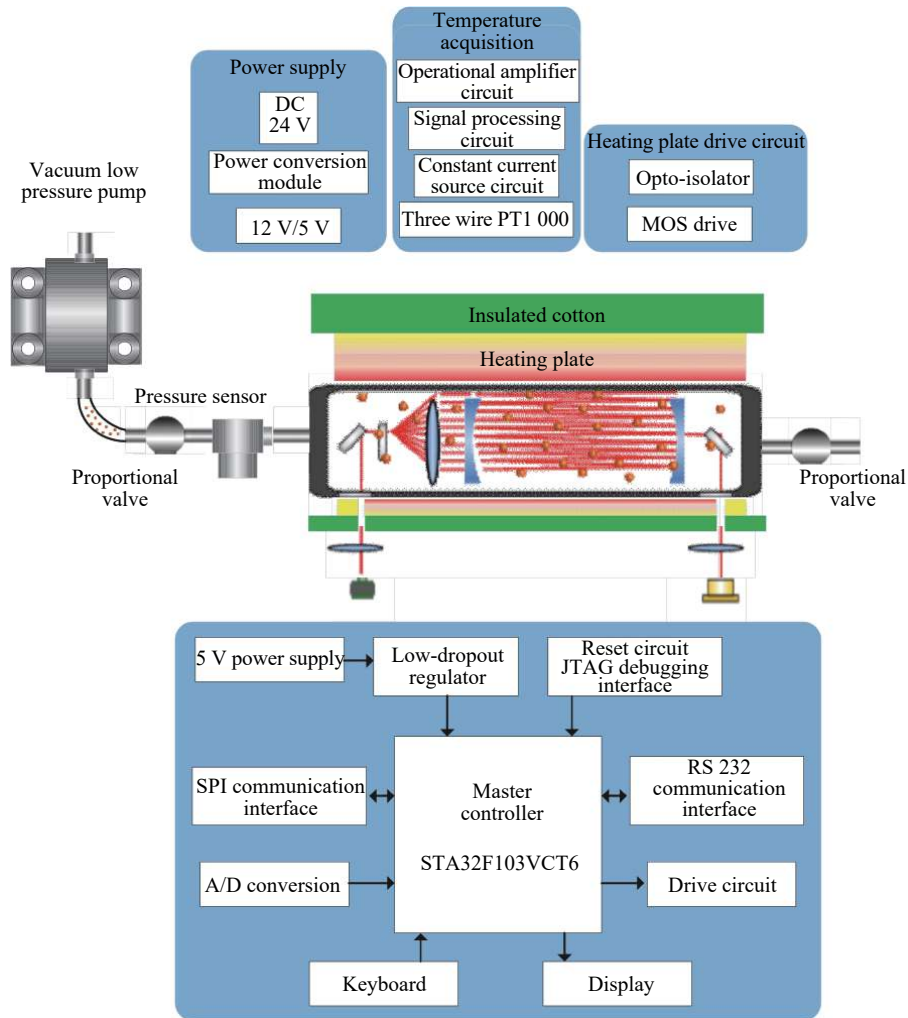 Temperature
acquisition
Operational amplifier
circuit
Signal processing
circuit
Constant current
source circuit
Three wire PT1 000
Power supply
DC
24 V
Power conversion
module
12 V/5 V
Heating plate drive circuit
Opto-isolator
MOS drive
Vacuum low
pressure pump
Insulated cotton
Heating plate
Pressure sensor
Proportional
valve
Proportional
valve
5 V power supply
Low-dropout
regulator
Reset circuit
JTAG debugging
interface
SPI communication
interface
Master
controller
STA32F103VCT6
RS 232
communication
interface
A/D conversion
Drive circuit
Keyboard
Display